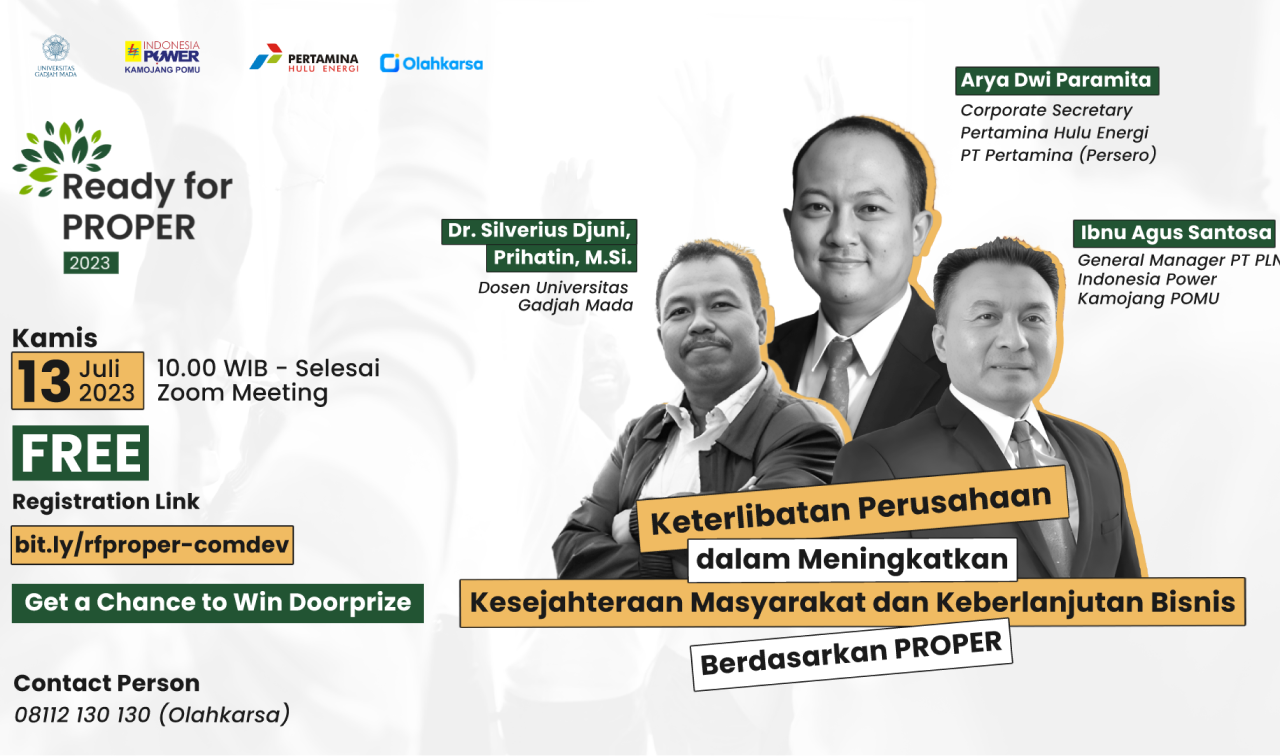 UNIVERSITAS
GADJAH MADA
INDONESIA
POWER
KAMOJANG POMU
PERTAMINA
HULU ENERGI
Olahkarsa
Ready for
PROPER
2023
Kamis
13 Juli
2023
10.00 WIB - Selesai
Zoom Meeting
FREE
Registration Link
bit.ly/rfproper-comdev
Get a Chance to Win Doorprize
Contact Person
08112 130 130 (Olahkarsa)
Arya Dwi Paramita
Corporate Secretary
Pertamina Hulu Energi
PT Pertamina (Persero)
Dr. Silverius Djuni,
Prihatin, M.Si.
Dosen Universitas
Gadjah Mada
Ibnu Agus Santosa
General Manager PT PLN
Indonesia Power
Kamojang POMU
Keterlibatan Perusahaan
dalam Meningkatkan
Kesejahteraan Masyarakat dan Keberlanjutan Bisnis
Berdasarkan PROPER